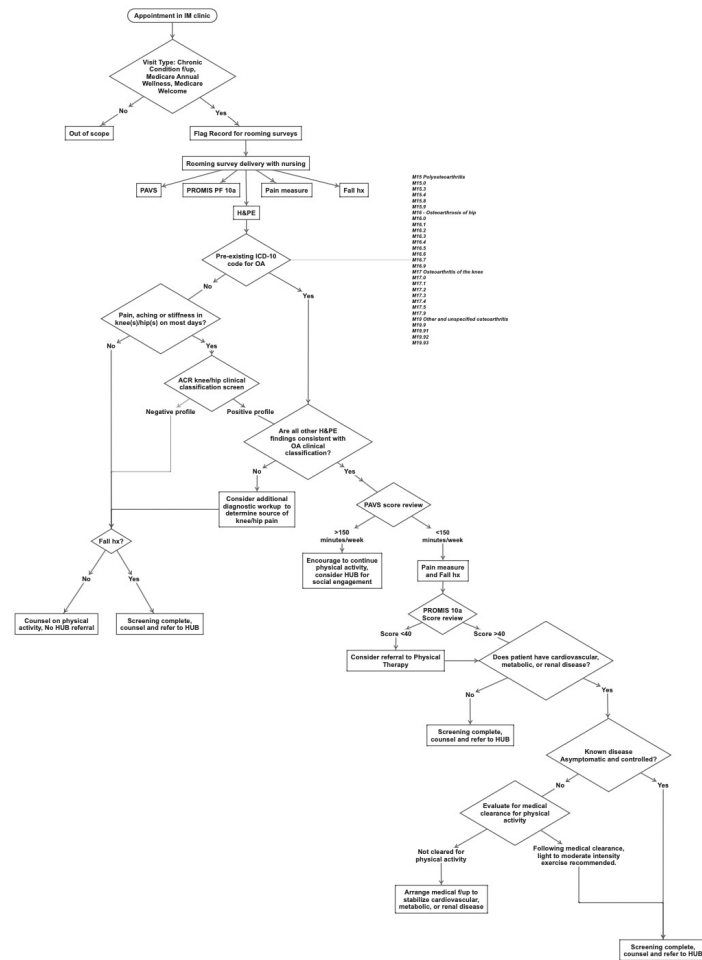 Appointment in IM clinic
Visit Type: Chronic
Condition f/up,
Medicare Annual
Wellness, Medicare
Welcome
No
Yes
Out of scope
Flag Record for rooming surveys
Rooming survey delivery with nursing
PAVS
PROMIS PF 10a
Pain measure
Fall hx
H&PE
M15 Polyosteoarthritis
M15.0
M15.3
M15.4
M15.8
M15.9
M16 - Osteoarthrosis of hip
M16.0
M16.1
M16.2
M16.3
M16.4
M16.5
M16.6
M16.7
M16.9
M17 Osteoarthritis of the knee
M17.0
M17.1
M17.2
M17.3
M17.4
M17.5
M17.9
M19 Other and unspecified osteoarthritis
M19.9
M19.91
M19.92
M19.93
Pre-existing ICD-10
code for OA
No
Yes
Pain, aching or stiffness in
knee(s)/hip(s) on most days?
No
Yes
ACR knee/hip clinical
classification screen
Negative profile
Positive profile
Are all other H&PE
findings consistent with
OA clinical
classification?
No
Yes
Consider additional
diagnostic workup to
determine source of
knee/hip pain
PAVS score review
>150
minutes/week
<150
minutes/week
Fall hx?
No
Yes
Encourage to continue
physical activity,
consider HUB for
social engagement
Pain measure
and Fall hx
Counsel on physical
activity, No HUB referral
Screening complete,
counsel and refer to HUB
PROMIS 10a
Score review
Score <40
Score >40
Consider referral to Physical
Therapy
Does patient have cardiovascular,
metabolic, or renal disease?
No
Yes
Screening complete,
counsel and refer to HUB
Known disease
Asymptomatic and controlled?
No
Yes
Evaluate for medical
clearance for physical
activity
Not cleared for
physical activity
Following medical clearance,
light to moderate intensity
exercise recommended.
Arrange medical f/up to
stabilize cardiovascular,
metabolic, or renal disease
Screening complete,
counsel and refer to HUB